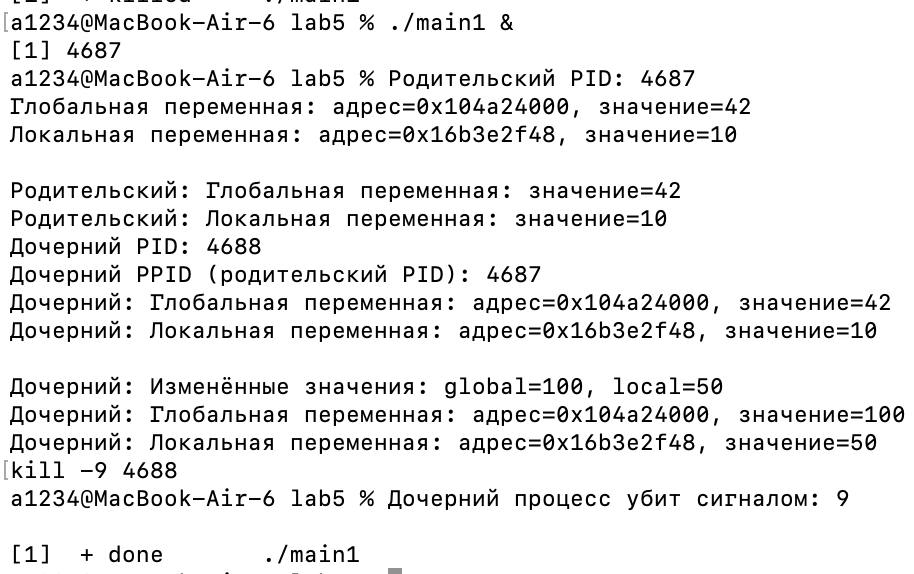 a1234@MacBook-Air-6 lab5 % ./main1 &
[1] 4687
a1234@MacBook-Air-6 lab5 % Родительский PID: 4687
Глобальная переменная: адрес=0x104a24000, значение=42
Локальная переменная: адрес=0x16b3e2f48, значение=10
Родительский: Глобальная переменная: значение=42
Родительский: Локальная переменная: значение=10
Дочерний PID: 4688
Дочерний PPID (родительский PID): 4687
Дочерний: Глобальная переменная: адрес=0x104a24000, значение=42
Дочерний: Локальная переменная: адрес=0x16b3e2f48, значение=10
Дочерний: Изменённые значения: global=100, local=50
Дочерний: Глобальная переменная: адрес=0x104a24000, значение=100
Дочерний: Локальная переменная: адрес=0x16b3e2f48, значение=50
kill -9 4688
a1234@MacBook-Air-6 lab5 % Дочерний процесс убит сигналом: 9
[1]  + done       ./main1